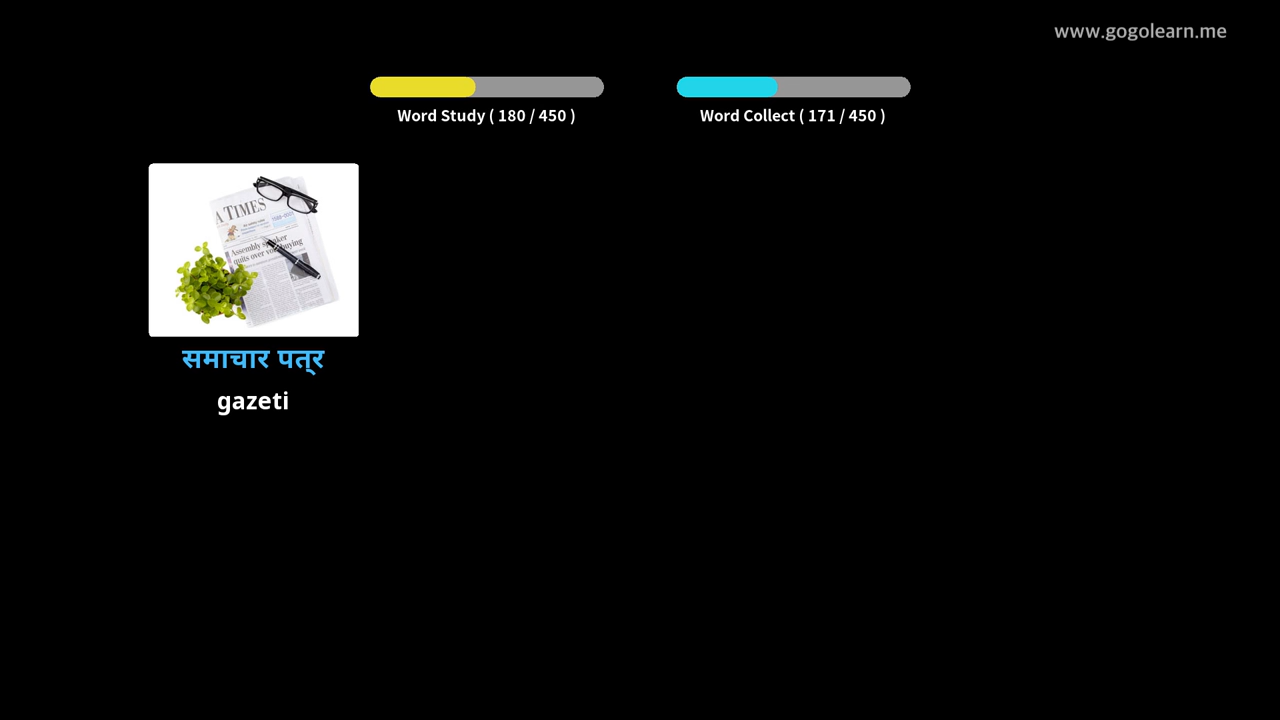 www.gogolearn.me
Word Study ( 180 / 450 )
Word Collect ( 171 / 450 )
A TIMES
Assembly speaker
quits over vote buying
समाचार पत्र
gazeti